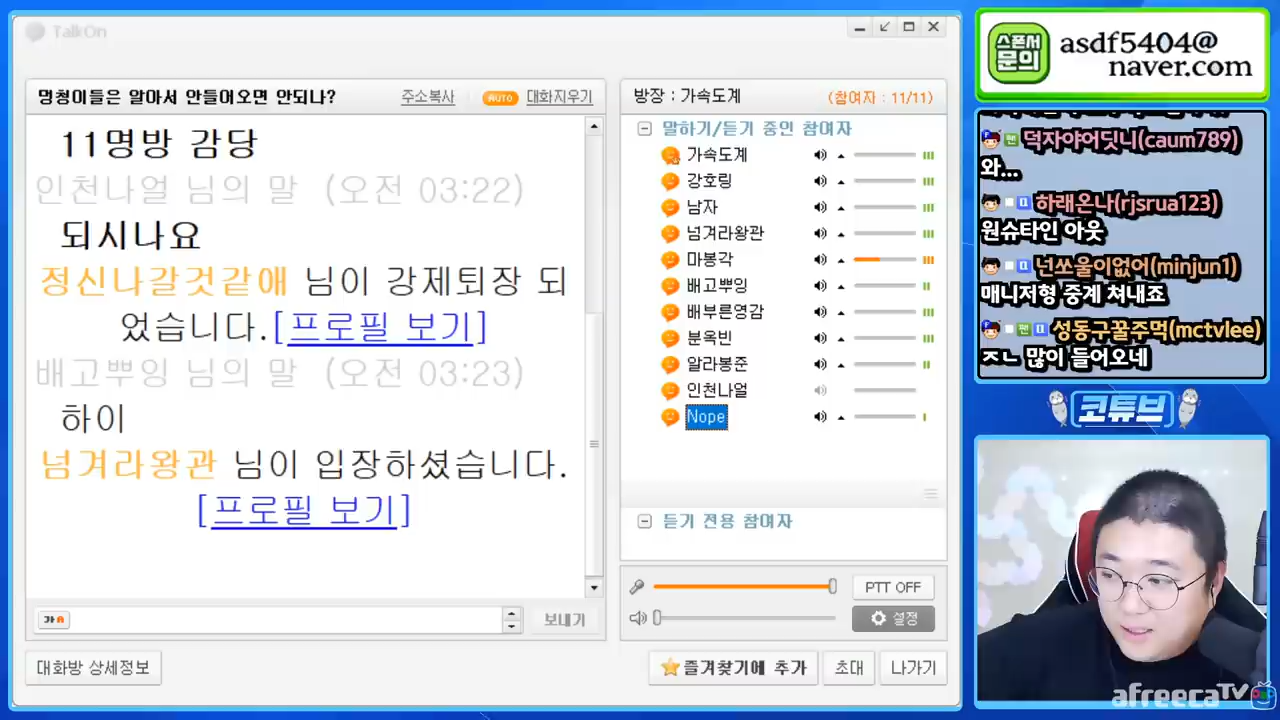 TalkOn
멍청이들은 알아서 안들어오면 안되나?
주소복사
AUTO
대화지우기
11명방 감당
인천나얼 님의 말 (오전 03:22)
되시나요
정신나갈것같애 님이 강제퇴장 되
었습니다.[프로필 보기]
배고뿌잉 님의 말 (오전 03:23)
하이
넘겨라왕관 님이 입장하셨습니다.
[프로필 보기]
가A
보내기
대화방 상세정보
방장 : 가속도계
(참여자 : 11/11)
말하기/듣기 중인 참여자
가속도계
강호링
남자
넘겨라왕관
마봉각
배고뿌잉
배부른영감
분옥빈
알라봉준
인천나얼
Nope
듣기 전용 참여자
PTT OFF
설정
즐겨찾기에 추가
초대
나가기
스폰서
문의
asdf5404@
naver.com
팬 덕자야어딧니(caum789)
와...
하래온나(rjsrua123)
원슈타인 아웃
넌쏘울이없어(minjun1)
매니저형 중계 쳐내죠
팬 성동구꿀주먹(mctvlee)
ㅈㄴ 많이 들어오네
코튜브
afreecaTV